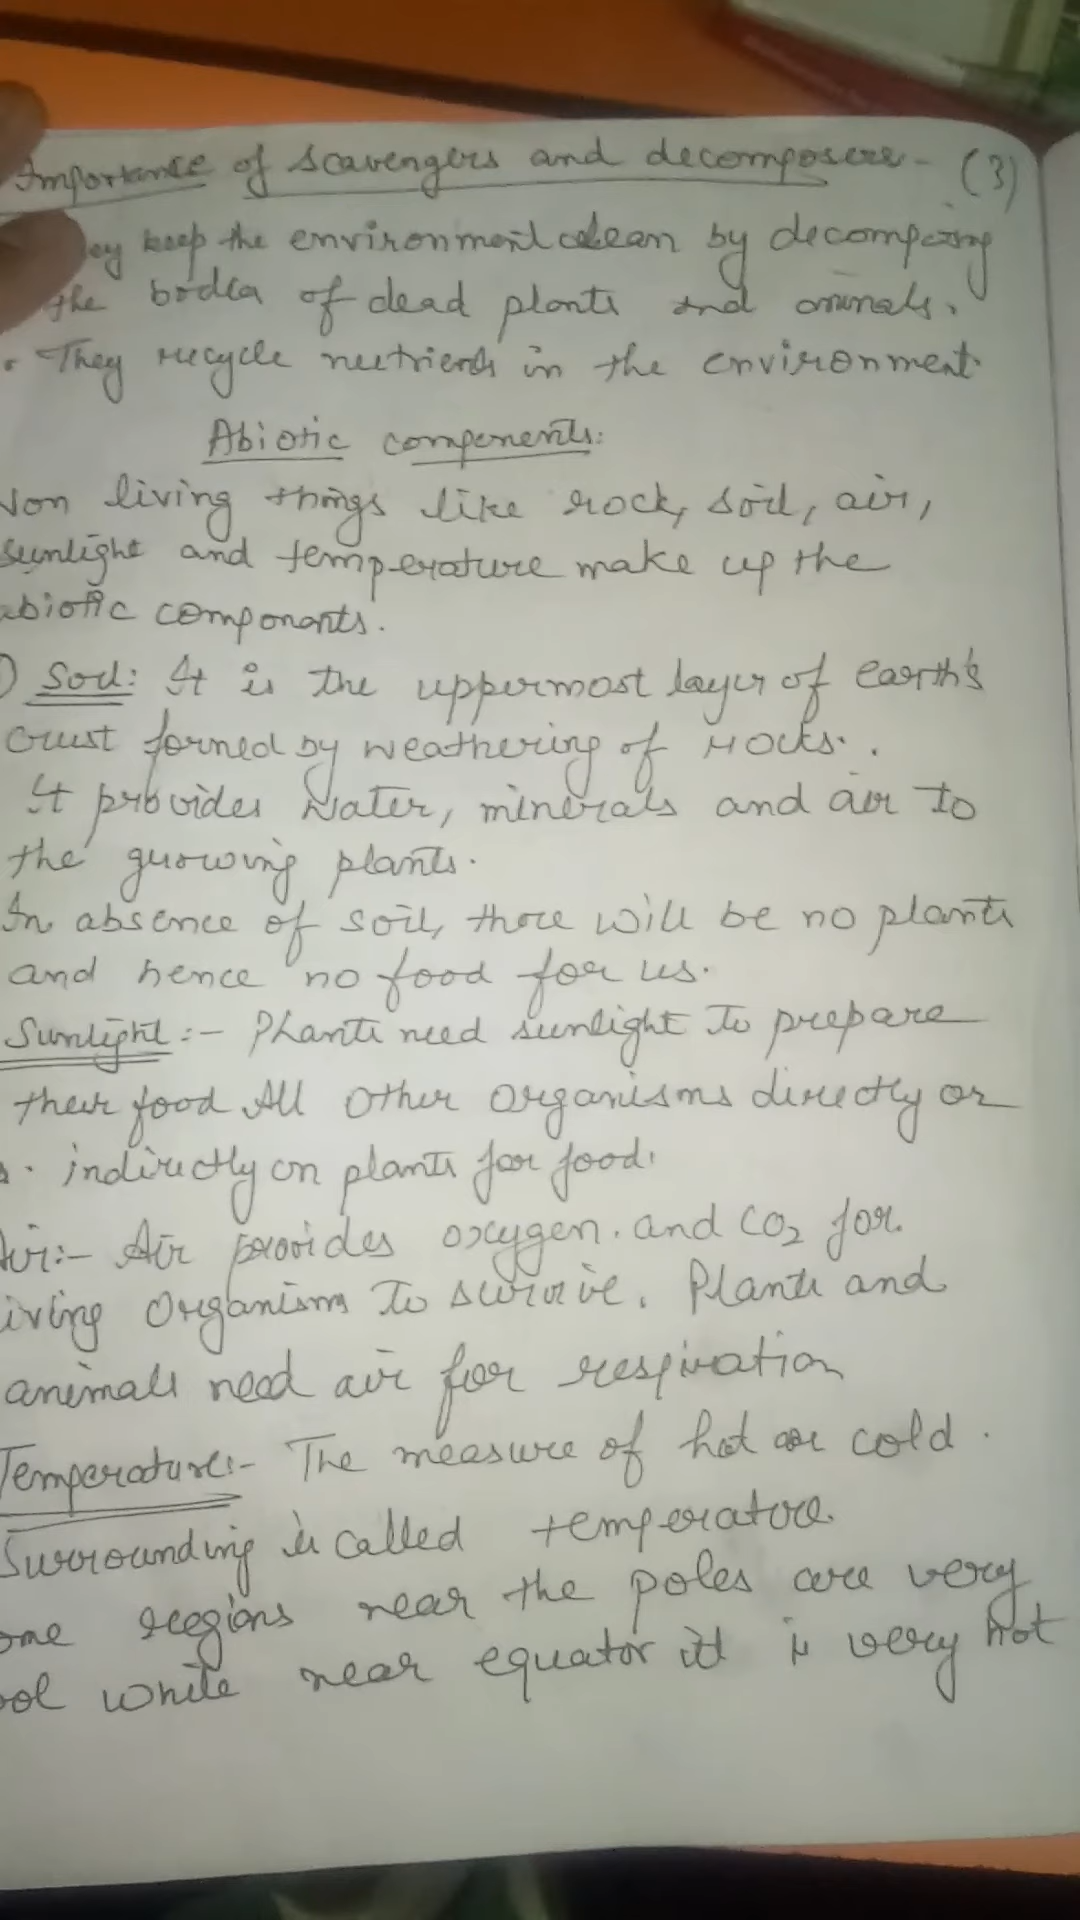 Importance of scavengers and decomposers - (3)
ey keep the environment clean by decomposing
the bodies of dead plants and animals.
• They recycle nutrients in the environment.
Abiotic components:
Non living things like rock, soil, air,
sunlight and temperature make up the
abiotic components.
) Soil: It is the uppermost layer of earth's
crust formed by weathering of rocks.
It provides water, minerals and air to
the growing plants.
In absence of soil, there will be no plants
and hence no food for us.
Sunlight :- Plants need sunlight to prepare
their food All other organisms directly or
indirectly on plants for food.
Air:- Air provides oxygen. and CO2 for
iving organisms to survive. Plants and
animals need air for respiration
Temperature:- The measure of hot or cold.
Surrounding is called temperature.
ome regions near the poles are very
ool while near equator it is very hot